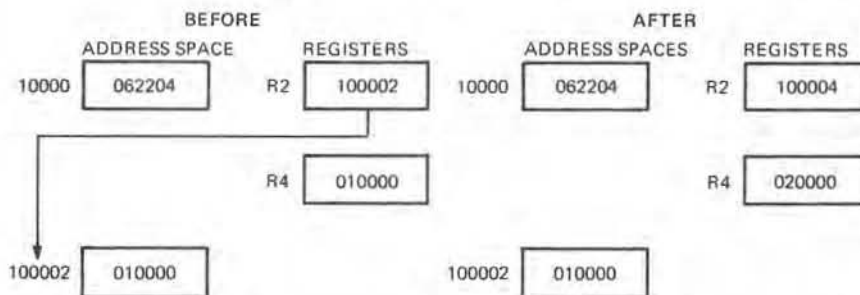 BEFORE AFTER
ADDRESS SPACE REGISTERS ADDRESS SPACES REGISTERS
10000 062204 R2 100002 10000 062204 R2 100004
R4 010000 R4 020000
100002 010000 100002 010000